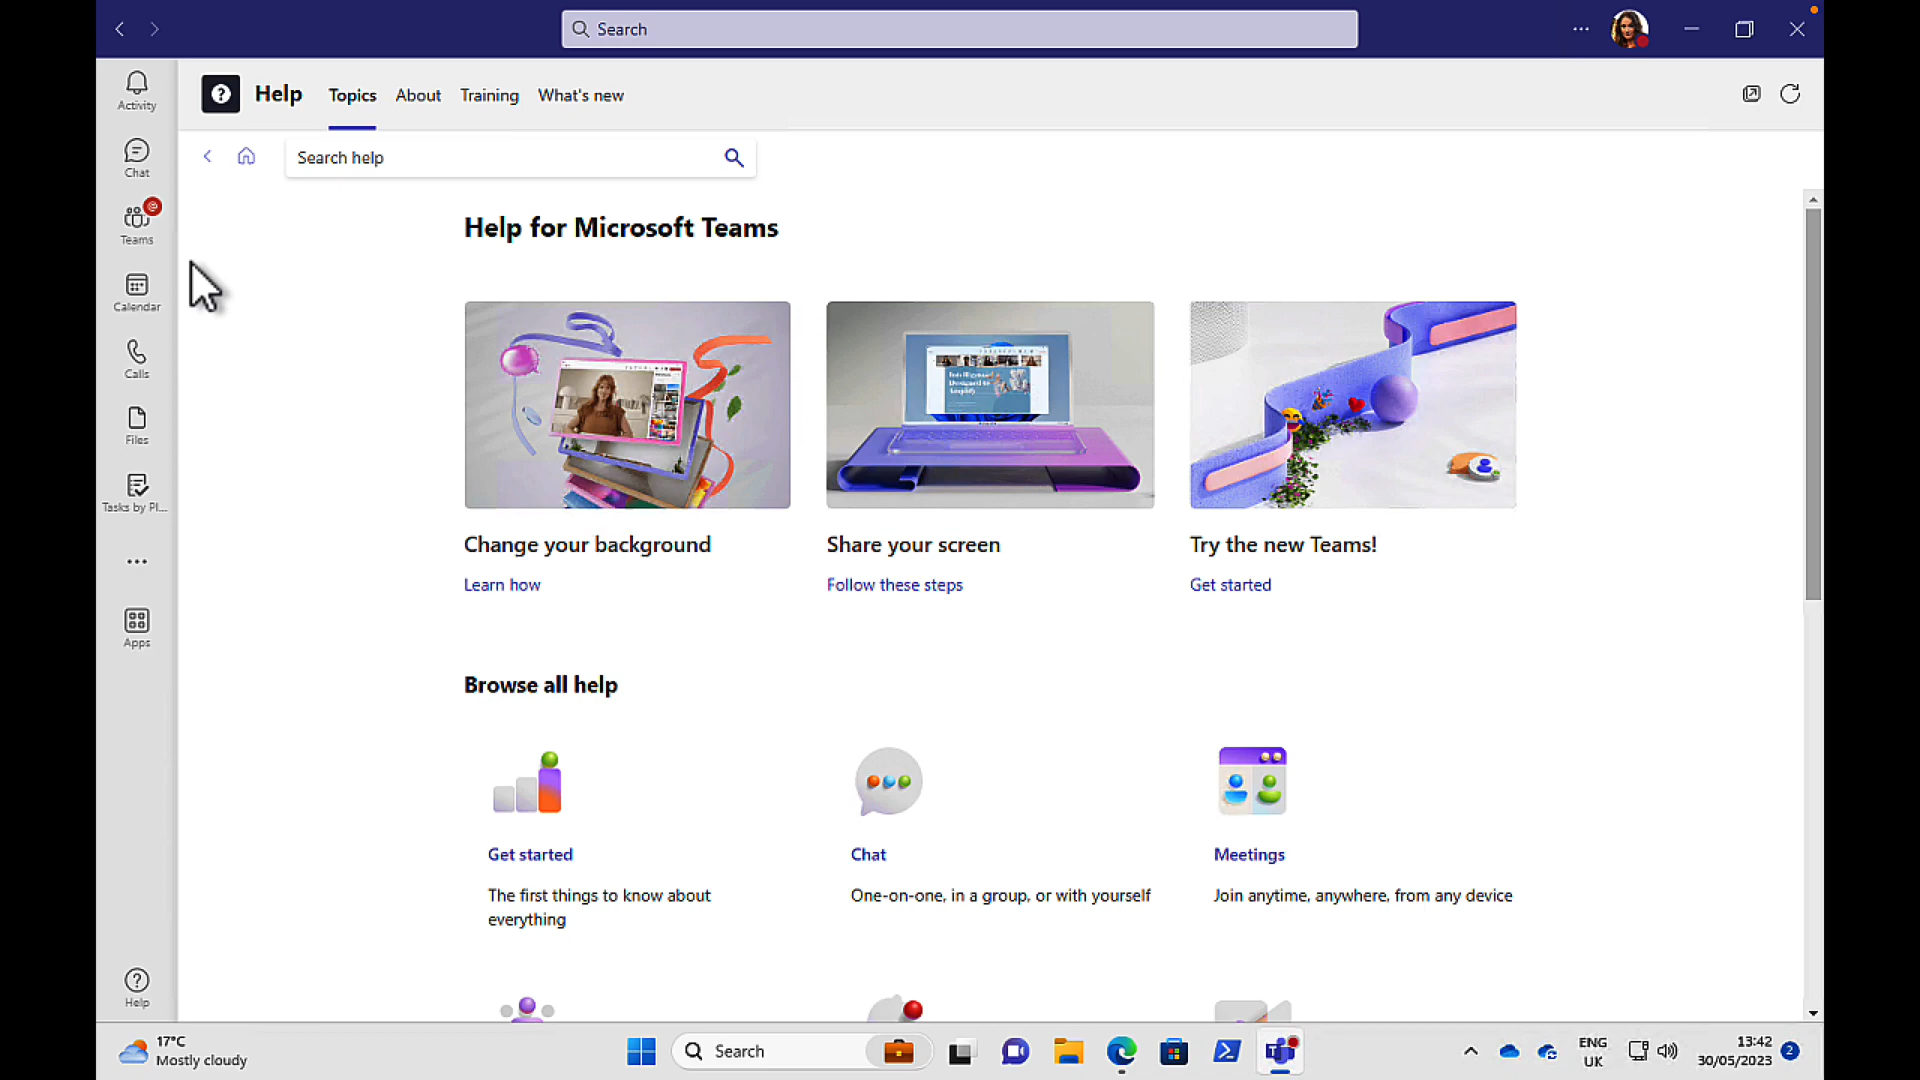 Search
Activity
Chat
Teams
Calendar
Calls
Files
Tasks by Pl...
Apps
Help
Help
Topics
About
Training
What's new
Search help
Help for Microsoft Teams
Change your background
Learn how
Share your screen
Follow these steps
Try the new Teams!
Get started
Browse all help
Get started
The first things to know about
everything
Chat
One-on-one, in a group, or with yourself
Meetings
Join anytime, anywhere, from any device
17°C
Mostly cloudy
Search
ENG
UK
13:42
30/05/2023
2